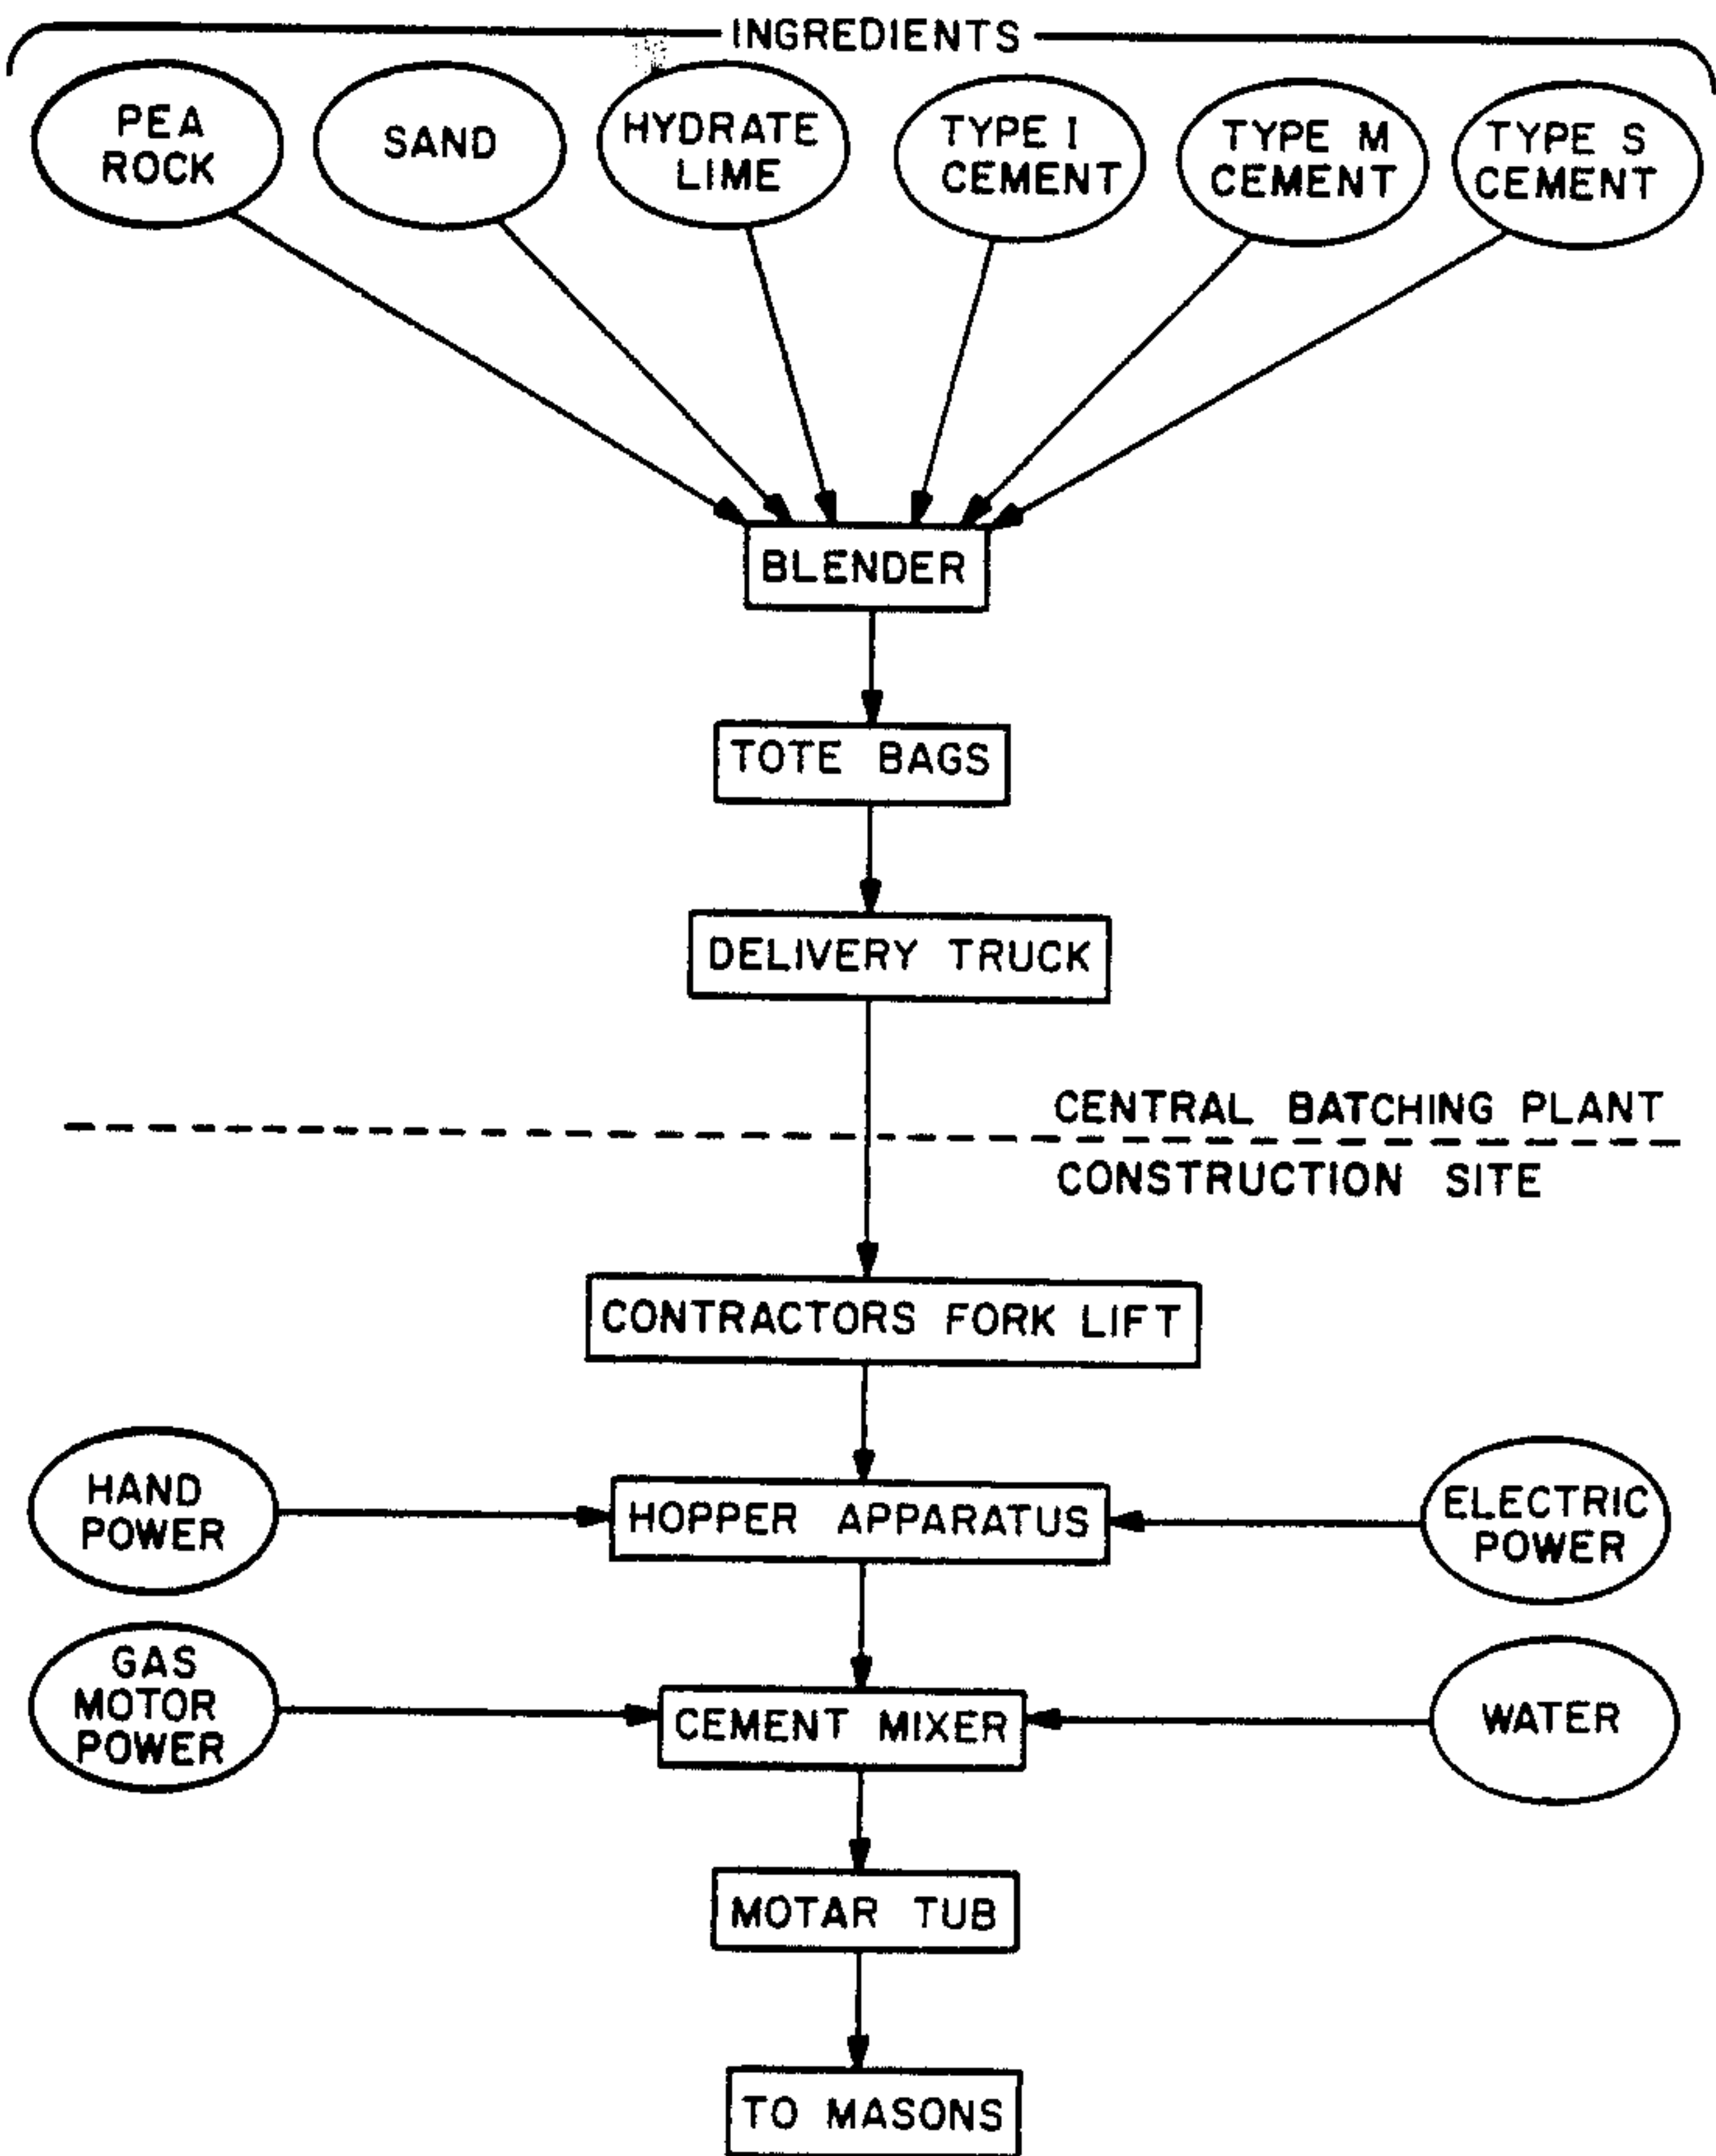 INGREDIENTS
PEA
ROCK
SAND
HYDRATE
LIME
TYPE I
CEMENT
TYPE M
CEMENT
TYPE S
CEMENT
BLENDER
TOTE BAGS
DELIVERY TRUCK
CENTRAL BATCHING PLANT
CONSTRUCTION SITE
CONTRACTORS FORK LIFT
HAND
POWER
HOPPER APPARATUS
ELECTRIC
POWER
GAS
MOTOR
POWER
CEMENT MIXER
WATER
MOTAR TUB
TO MASONS